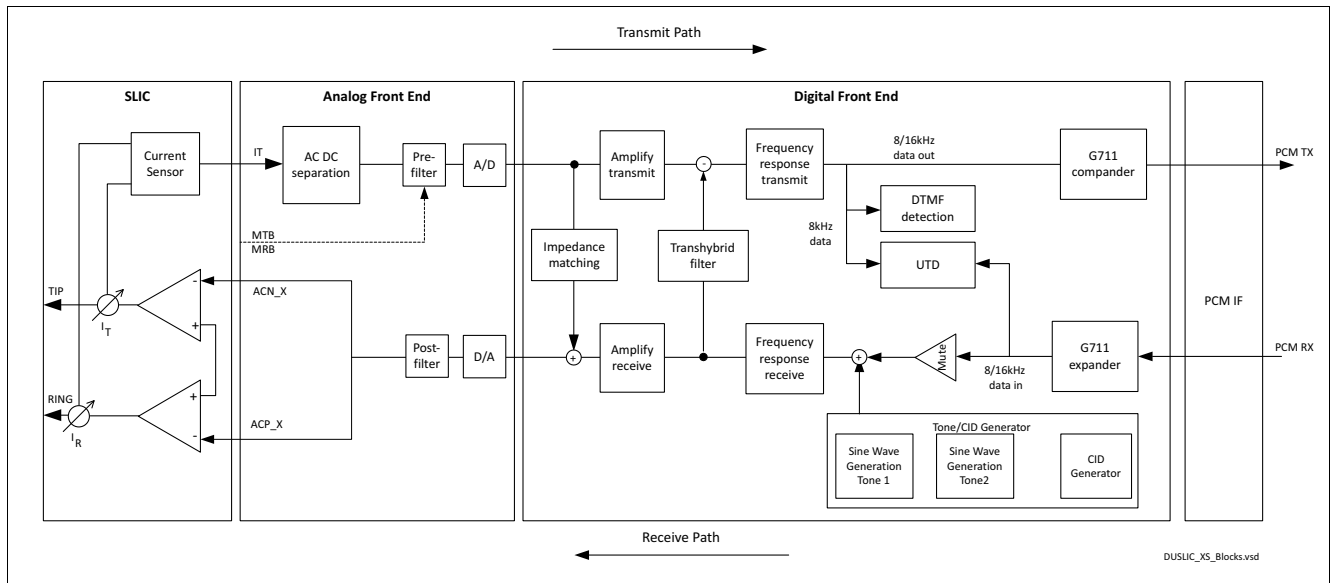 Transmit Path
SLIC
Analog Front End
Digital Front End
Current
Sensor
IT
AC DC
separation
Pre-
filter
A/D
Amplify
transmit
-
Frequency
response
transmit
8/16kHz
data out
G711
compander
PCM TX
DTMF
detection
8kHz
data
UTD
MTB
MRB
Impedance
matching
Transhybrid
filter
TIP
I T
-
+
ACN_X
PCM IF
Post-
filter
D/A
+
Amplify
receive
Frequency
response
receive
+
Mute
8/16kHz
data in
G711
expander
PCM RX
RING
I R
+
-
ACP_X
Tone/CID Generator
Sine Wave
Generation
Tone 1
Sine Wave
Generation
Tone2
CID
Generator
Receive Path
DUSLIC_XS_Blocks.vsd